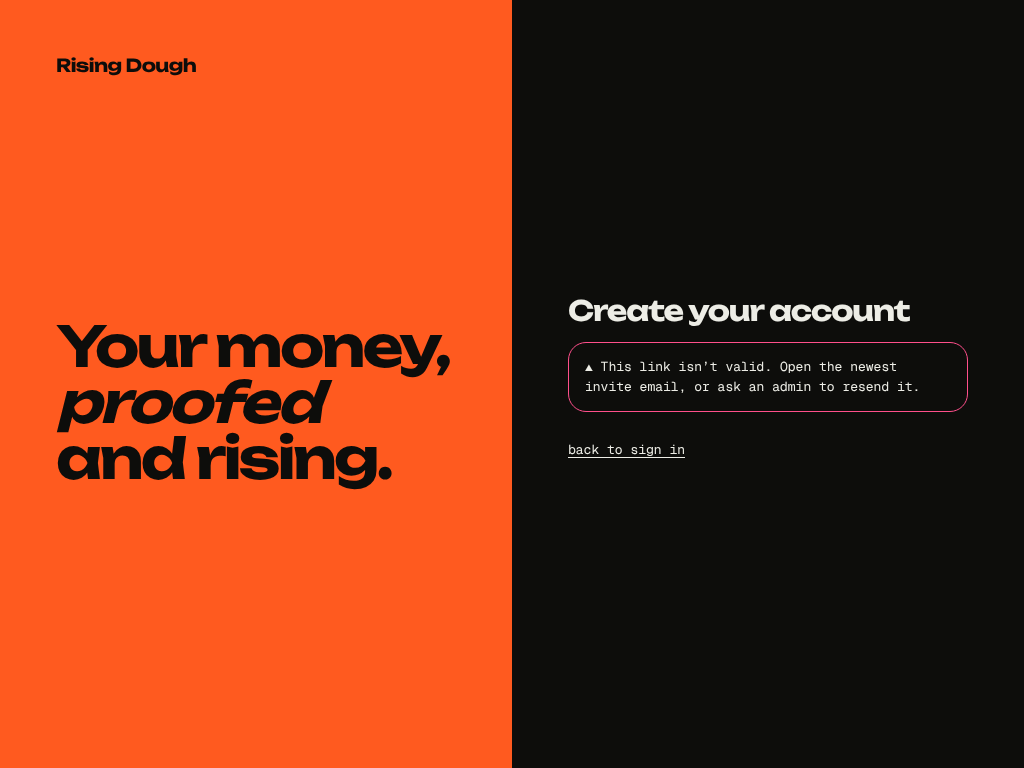 Rising Dough
Your money,
proofed
and rising.
Create your account
▲ This link isn’t valid. Open the newest
invite email, or ask an admin to resend it.
back to sign in